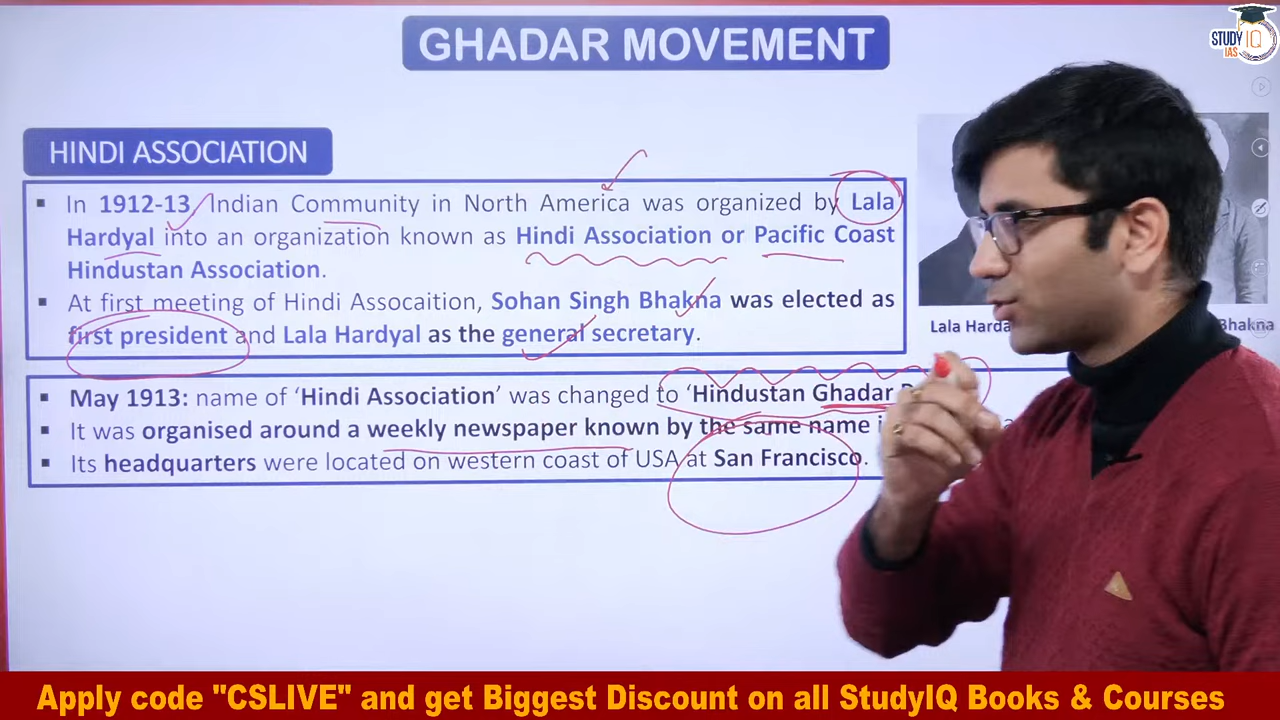 GHADAR MOVEMENT
STUDY IQ
IAS
HINDI ASSOCIATION
▪ In 1912-13 Indian Community in North America was organized by Lala
Hardyal into an organization known as Hindi Association or Pacific Coast
Hindustan Association.
▪ At first meeting of Hindi Assocaition, Sohan Singh Bhakna was elected as
first president and Lala Hardyal as the general secretary.
Lala Harda
Bhakna
▪ May 1913: name of ‘Hindi Association’ was changed to ‘Hindustan Ghadar
▪ It was organised around a weekly newspaper known by the same name
▪ Its headquarters were located on western coast of USA at San Francisco.
Apply code "CSLIVE" and get Biggest Discount on all StudyIQ Books & Courses